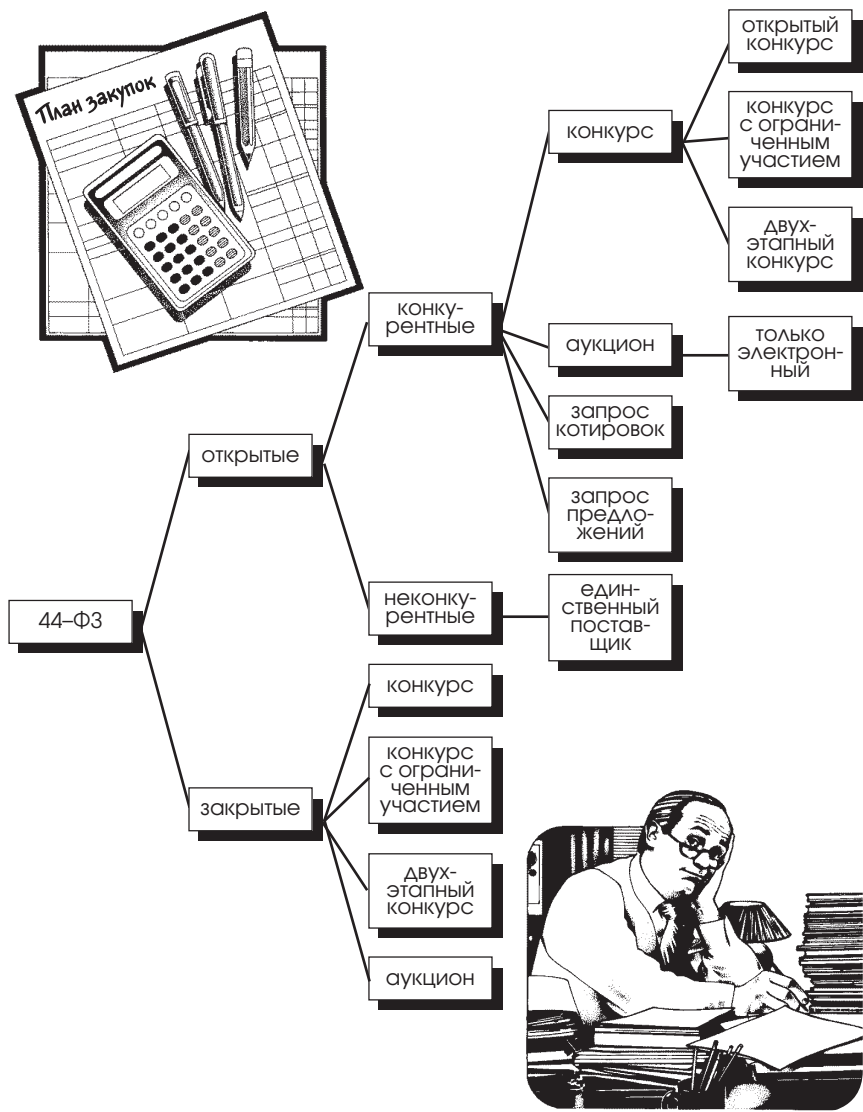 План закупок
открытый
конкурс
конкурс
с ограни-
ченным
участием
двух-
этапный
конкурс
конкурс
конку-
рентные
аукцион
только
электрон-
ный
запрос
котировок
запрос
предло-
жений
открытые
неконку-
рентные
един-
ственный
постав-
щик
44–ФЗ
закрытые
конкурс
конкурс
с ограни-
ченным
участием
двух-
этапный
конкурс
аукцион